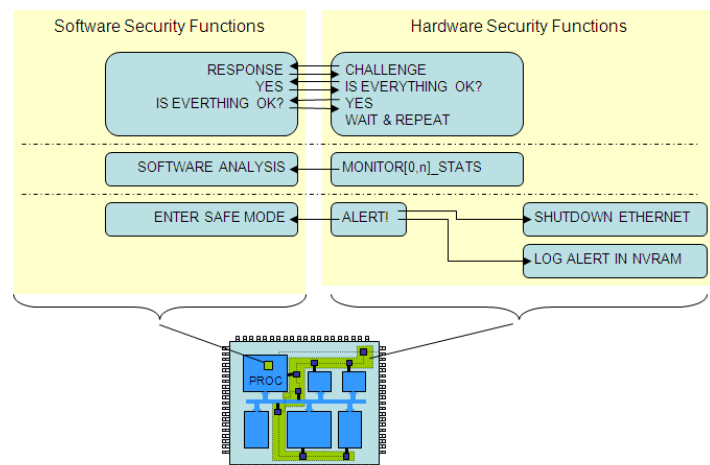 Software Security Functions
Hardware Security Functions
RESPONSE
YES
IS EVERTHING OK?
CHALLENGE
IS EVERYTHING OK?
YES
WAIT & REPEAT
SOFTWARE ANALYSIS
MONITOR[0,n]_STATS
ENTER SAFE MODE
ALERT!
SHUTDOWN ETHERNET
LOG ALERT IN NVRAM
PROC